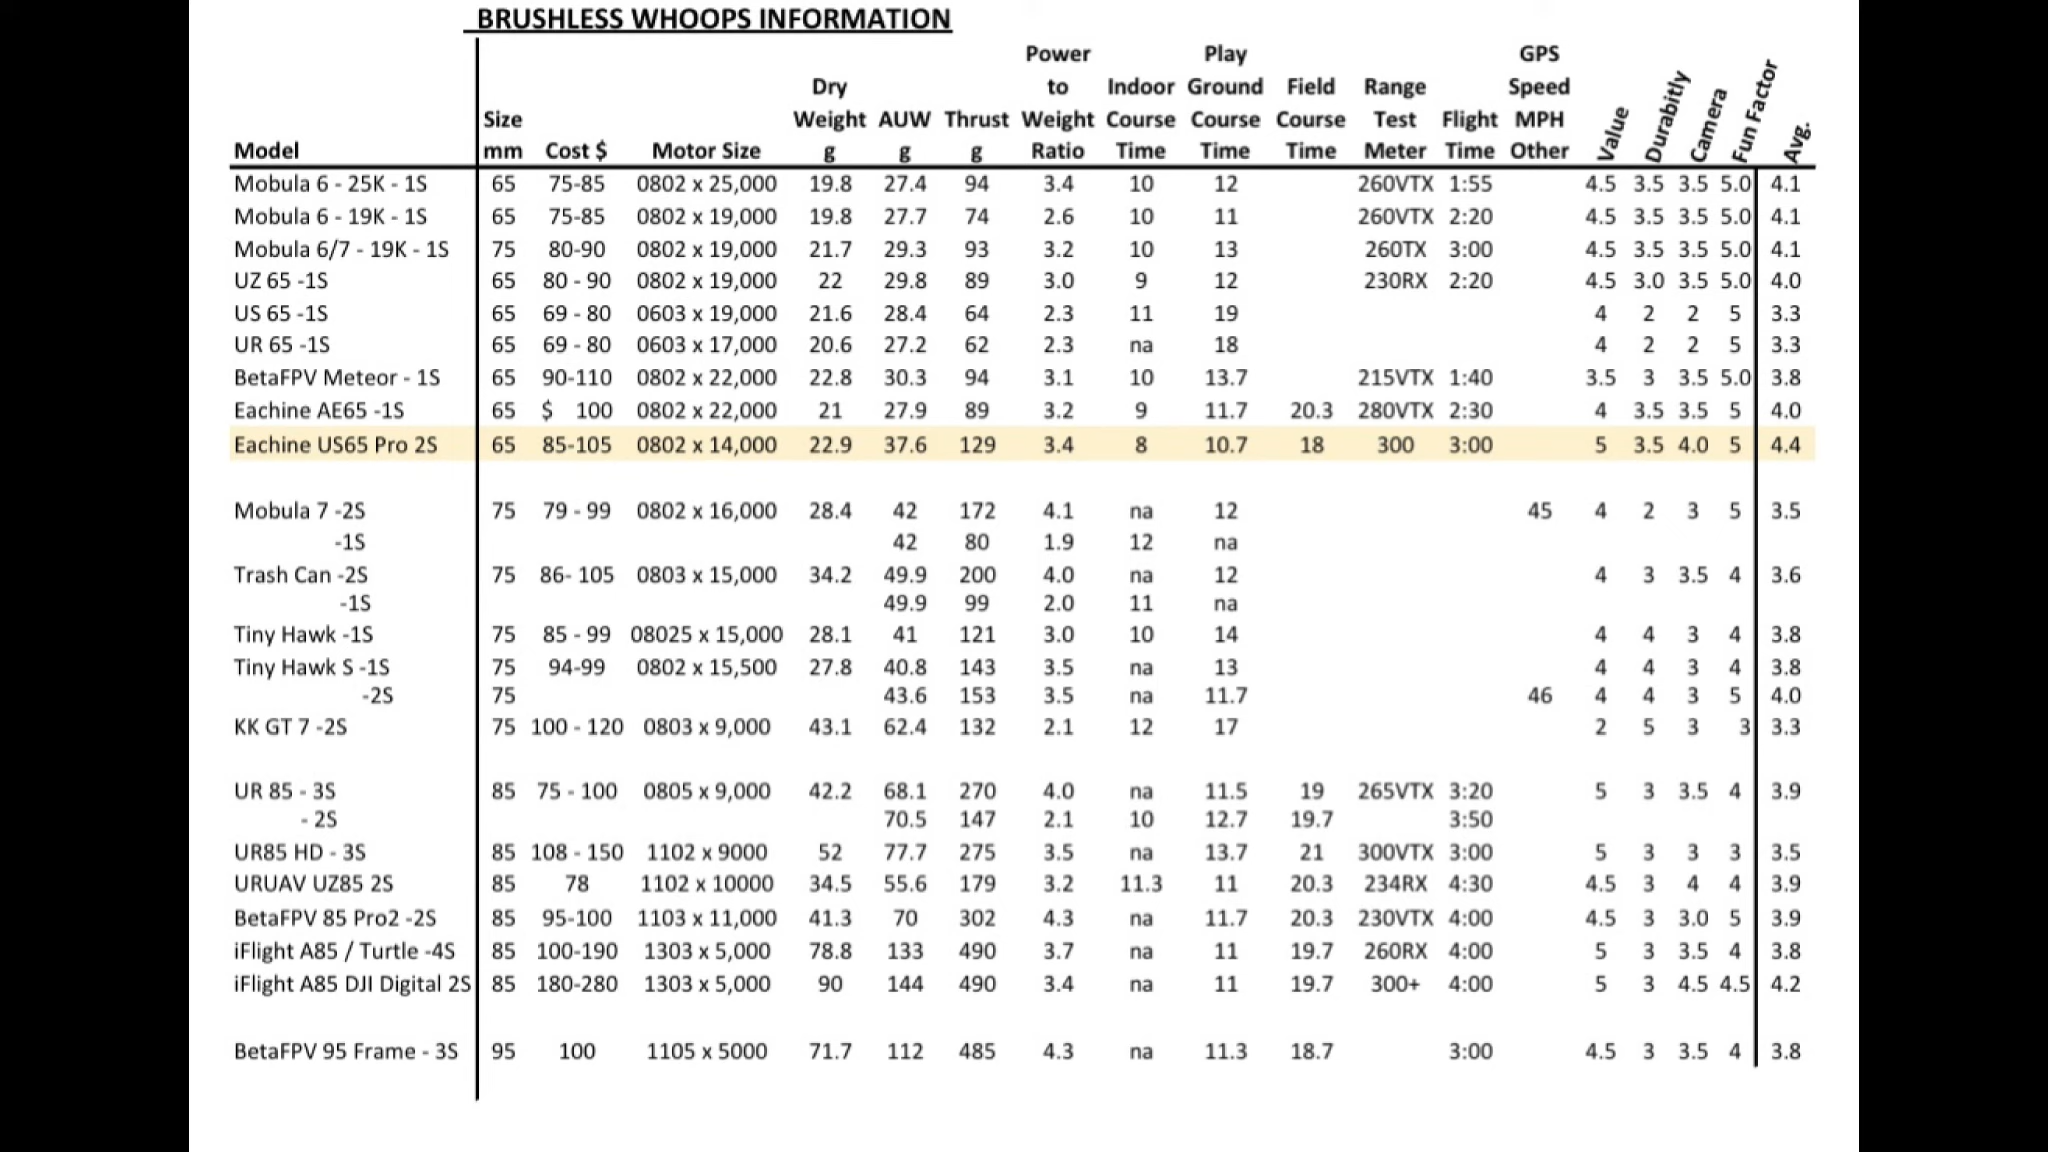 BRUSHLESS WHOOPS INFORMATION
Power Play GPS
Dry to Indoor Ground Field Range Speed
Size Weight AUW Thrust Weight Course Course Course Test Flight MPH
Model mm Cost $ Motor Size g g g Ratio Time Time Time Meter Time Other Value Durabitly Camera Fun Factor Avg.
Mobula 6 - 25K - 1S 65 75-85 0802 x 25,000 19.8 27.4 94 3.4 10 12 260VTX 1:55 4.5 3.5 3.5 5.0 4.1
Mobula 6 - 19K - 1S 65 75-85 0802 x 19,000 19.8 27.7 74 2.6 10 11 260VTX 2:20 4.5 3.5 3.5 5.0 4.1
Mobula 6/7 - 19K - 1S 75 80-90 0802 x 19,000 21.7 29.3 93 3.2 10 13 260TX 3:00 4.5 3.5 3.5 5.0 4.1
UZ 65 -1S 65 80 - 90 0802 x 19,000 22 29.8 89 3.0 9 12 230RX 2:20 4.5 3.0 3.5 5.0 4.0
US 65 -1S 65 69 - 80 0603 x 19,000 21.6 28.4 64 2.3 11 19 4 2 2 5 3.3
UR 65 -1S 65 69 - 80 0603 x 17,000 20.6 27.2 62 2.3 na 18 4 2 2 5 3.3
BetaFPV Meteor - 1S 65 90-110 0802 x 22,000 22.8 30.3 94 3.1 10 13.7 215VTX 1:40 3.5 3 3.5 5.0 3.8
Eachine AE65 -1S 65 $ 100 0802 x 22,000 21 27.9 89 3.2 9 11.7 20.3 280VTX 2:30 4 3.5 3.5 5 4.0
Eachine US65 Pro 2S 65 85-105 0802 x 14,000 22.9 37.6 129 3.4 8 10.7 18 300 3:00 5 3.5 4.0 5 4.4
Mobula 7 -2S 75 79 - 99 0802 x 16,000 28.4 42 172 4.1 na 12 45 4 2 3 5 3.5
-1S 42 80 1.9 12 na
Trash Can -2S 75 86- 105 0803 x 15,000 34.2 49.9 200 4.0 na 12 4 3 3.5 4 3.6
-1S 49.9 99 2.0 11 na
Tiny Hawk -1S 75 85 - 99 08025 x 15,000 28.1 41 121 3.0 10 14 4 4 3 4 3.8
Tiny Hawk S -1S 75 94-99 0802 x 15,500 27.8 40.8 143 3.5 na 13 4 4 3 4 3.8
-2S 75 43.6 153 3.5 na 11.7 46 4 4 3 5 4.0
KK GT 7 -2S 75 100 - 120 0803 x 9,000 43.1 62.4 132 2.1 12 17 2 5 3 3 3.3
UR 85 - 3S 85 75 - 100 0805 x 9,000 42.2 68.1 270 4.0 na 11.5 19 265VTX 3:20 5 3 3.5 4 3.9
- 2S 70.5 147 2.1 10 12.7 19.7 3:50
UR85 HD - 3S 85 108 - 150 1102 x 9000 52 77.7 275 3.5 na 13.7 21 300VTX 3:00 5 3 3 3 3.5
URUAV UZ85 2S 85 78 1102 x 10000 34.5 55.6 179 3.2 11.3 11 20.3 234RX 4:30 4.5 3 4 4 3.9
BetaFPV 85 Pro2 -2S 85 95-100 1103 x 11,000 41.3 70 302 4.3 na 11.7 20.3 230VTX 4:00 4.5 3 3.0 5 3.9
iFlight A85 / Turtle -4S 85 100-190 1303 x 5,000 78.8 133 490 3.7 na 11 19.7 260RX 4:00 5 3 3.5 4 3.8
iFlight A85 DJI Digital 2S 85 180-280 1303 x 5,000 90 144 490 3.4 na 11 19.7 300+ 4:00 5 3 4.5 4.5 4.2
BetaFPV 95 Frame - 3S 95 100 1105 x 5000 71.7 112 485 4.3 na 11.3 18.7 3:00 4.5 3 3.5 4 3.8